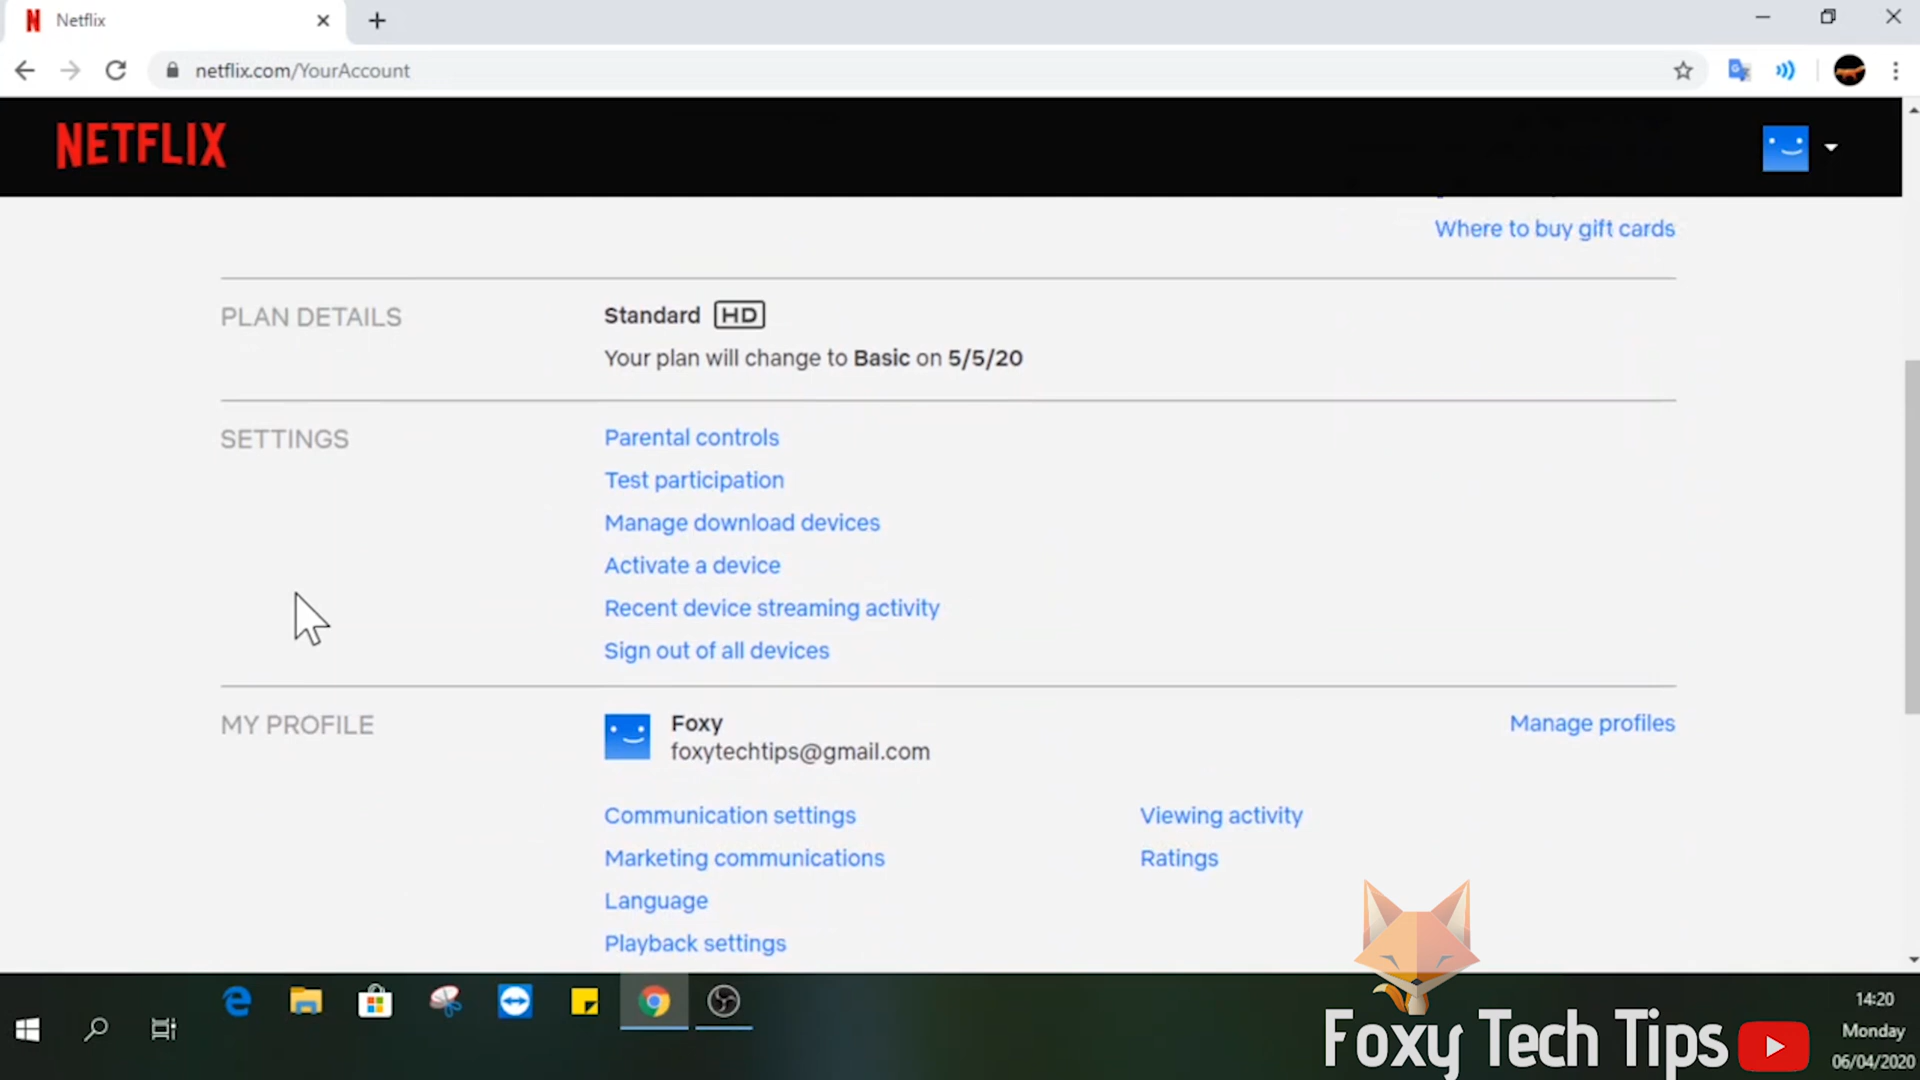 Netflix
netflix.com/YourAccount
NETFLIX
Where to buy gift cards
PLAN DETAILS
Standard HD
Your plan will change to Basic on 5/5/20
SETTINGS
Parental controls
Test participation
Manage download devices
Activate a device
Recent device streaming activity
Sign out of all devices
MY PROFILE
Foxy
foxytechtips@gmail.com
Manage profiles
Communication settings
Viewing activity
Marketing communications
Ratings
Language
Playback settings
14:20
Monday
06/04/2020
Foxy Tech Tips